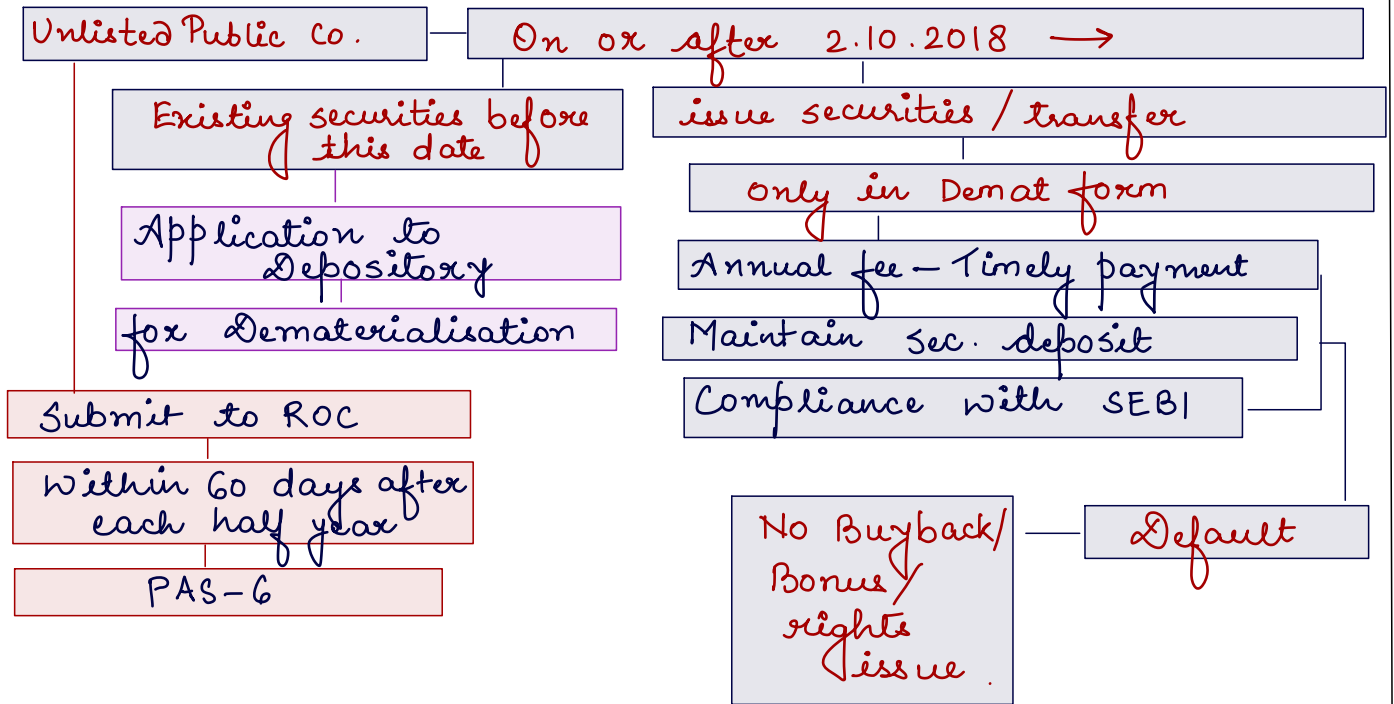 Unlisted Public Co.
On or after 2.10.2018 →
Existing securities before
this date
issue securities / transfer
only in Demat form
Application to
Depository
for Dematerialisation
Annual fee - Timely payment
Maintain sec. deposit
Compliance with SEBI
Submit to ROC
Within 60 days after
each half year
PAS-6
Default
No Buyback/
Bonus/
rights
issue.